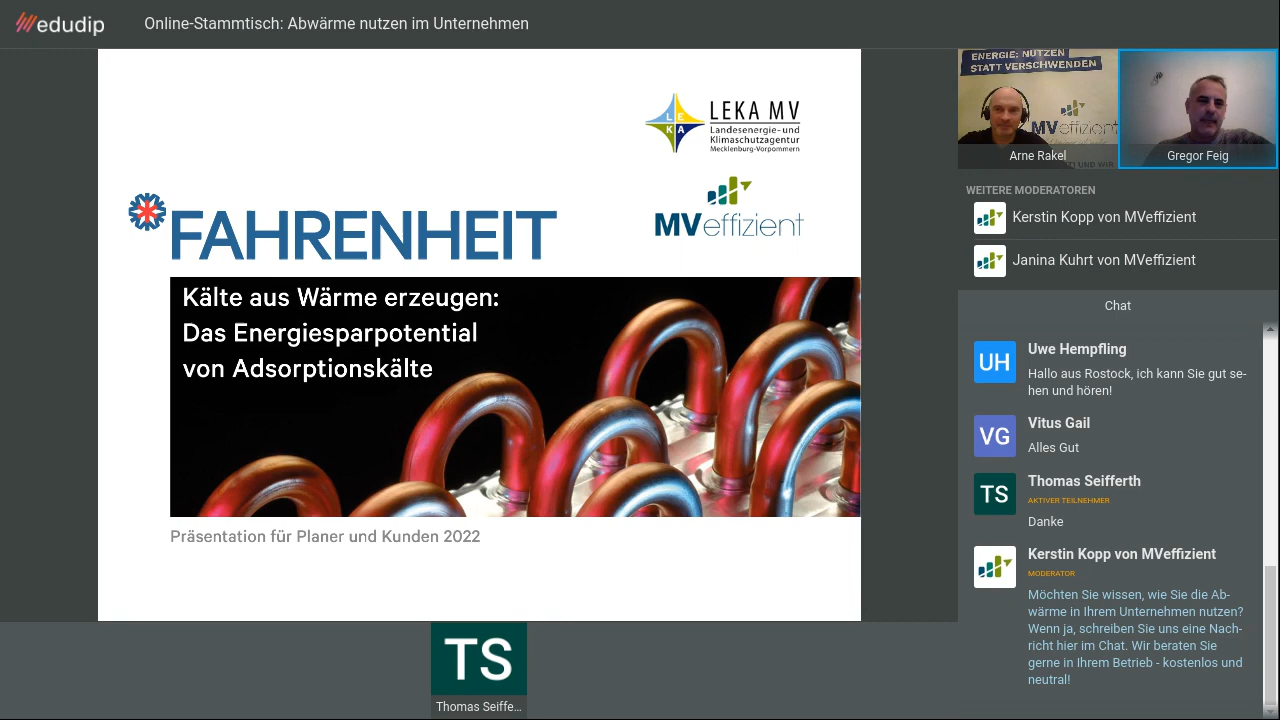 edudip
Online-Stammtisch: Abwärme nutzen im Unternehmen
LEKA MV
Landesenergie- und
Klimaschutzagentur
Mecklenburg-Vorpommern
L E
K A
MVeffizient
FAHRENHEIT
Kälte aus Wärme erzeugen:
Das Energiesparpotential
von Adsorptionskälte
Präsentation für Planer und Kunden 2022
TS
Thomas Seiffe...
ENERGIE: NUTZEN
STATT VERSCHWENDEN
MVeffizient
Arne Rakel
Gregor Feig
WEITERE MODERATOREN
Kerstin Kopp von MVeffizient
Janina Kuhrt von MVeffizient
Chat
UH
Uwe Hempfling
Hallo aus Rostock, ich kann Sie gut se-
hen und hören!
VG
Vitus Gail
Alles Gut
TS
Thomas Seifferth
AKTIVER TEILNEHMER
Danke
Kerstin Kopp von MVeffizient
MODERATOR
Möchten Sie wissen, wie Sie die Ab-
wärme in Ihrem Unternehmen nutzen?
Wenn ja, schreiben Sie uns eine Nach-
richt hier im Chat. Wir beraten Sie
gerne in Ihrem Betrieb - kostenlos und
neutral!